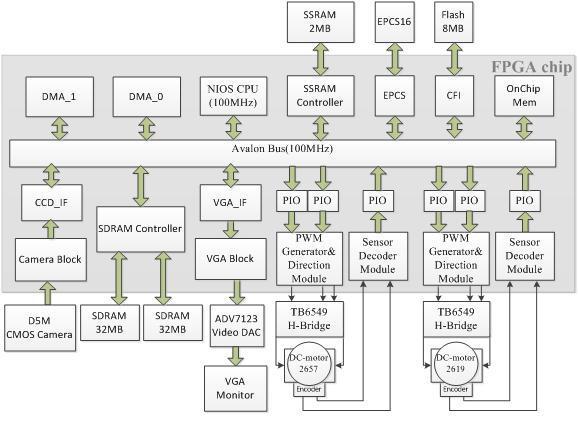 SSRAM
2MB
EPCS16
Flash
8MB
FPGA chip
DMA_1
DMA_0
NIOS CPU
(100MHz)
SSRAM
Controller
EPCS
CFI
OnChip
Mem
Avalon Bus(100MHz)
CCD_IF
SDRAM Controller
VGA_IF
PIO
PIO
PIO
PIO
PIO
PIO
Camera Block
VGA Block
PWM
Generator&
Direction
Module
Sensor
Decoder
Module
PWM
Generator&
Direction
Module
Sensor
Decoder
Module
D5M
CMOS Camera
SDRAM
32MB
SDRAM
32MB
ADV7123
Video DAC
TB6549
H-Bridge
TB6549
H-Bridge
VGA
Monitor
DC-motor
2657
Encoder
DC-motor
2619
Encoder